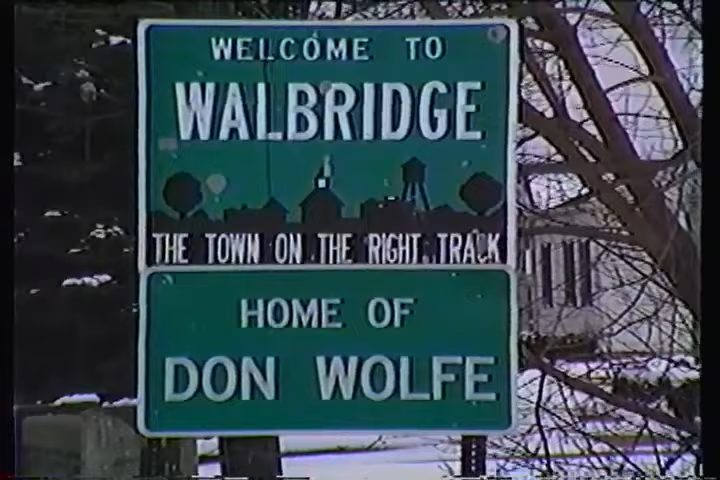 WELCOME TO
WALBRIDGE
THE TOWN ON THE RIGHT TRACK
HOME OF
DON WOLFE